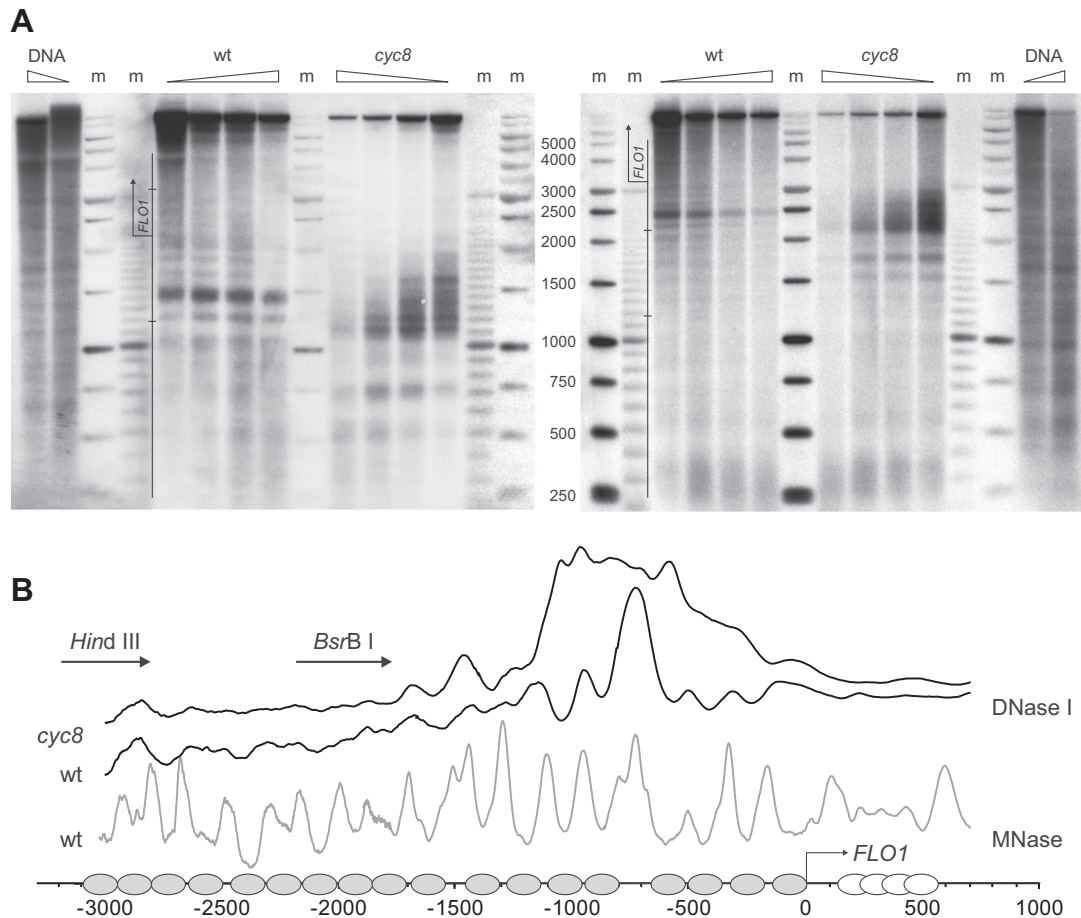 A
DNA m m wt m cyc8 m m m m wt m cyc8 m m DNA
FLO1
FLO1
5000
4000
3000
2500
2000
1500
1000
750
500
250
B
Hind III
BsrB I
DNase I
cyc8
wt
wt
MNase
FLO1
-3000 -2500 -2000 -1500 -1000 -500 0 500 1000